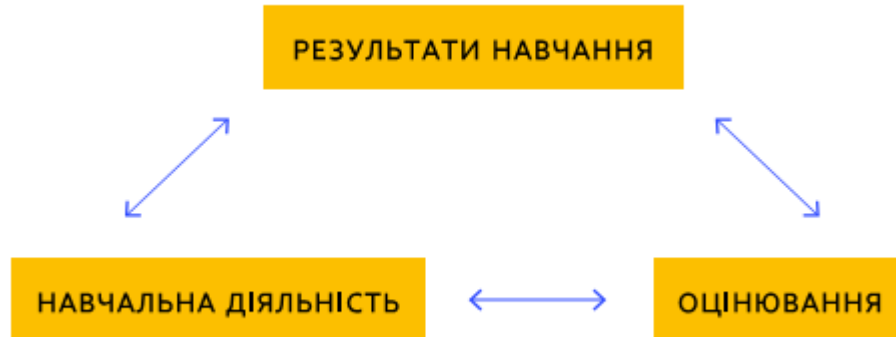 РЕЗУЛЬТАТИ НАВЧАННЯ
НАВЧАЛЬНА ДІЯЛЬНІСТЬ
ОЦІНЮВАННЯ